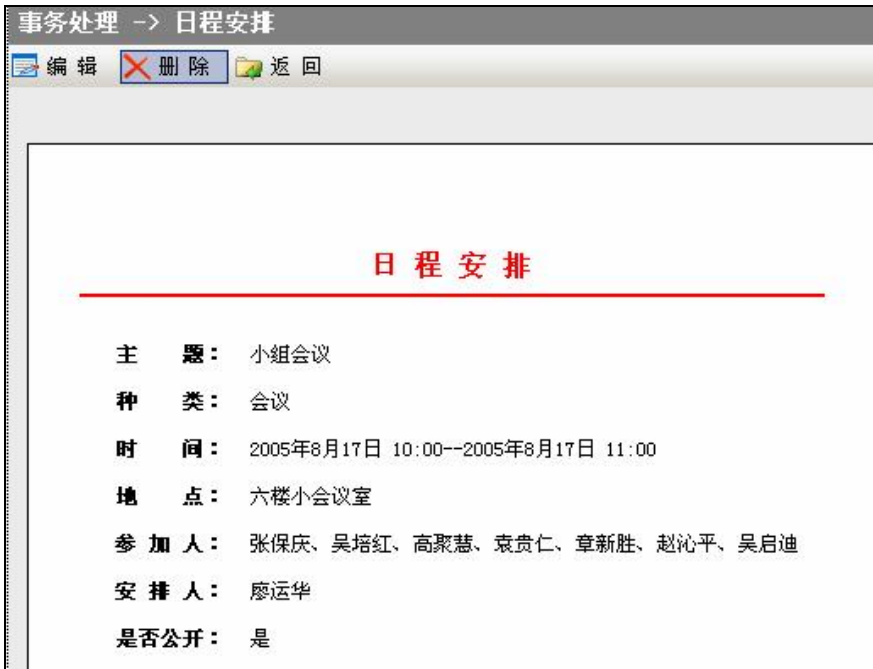 事务处理 -> 日程安排
编 辑 删 除 返 回
日 程 安 排
主 题： 小组会议
种 类： 会议
时 间： 2005年8月17日 10:00--2005年8月17日 11:00
地 点： 六楼小会议室
参 加 人： 张保庆、吴培红、高聚慧、袁贵仁、章新胜、赵沁平、吴启迪
安 排 人： 廖运华
是否公开： 是